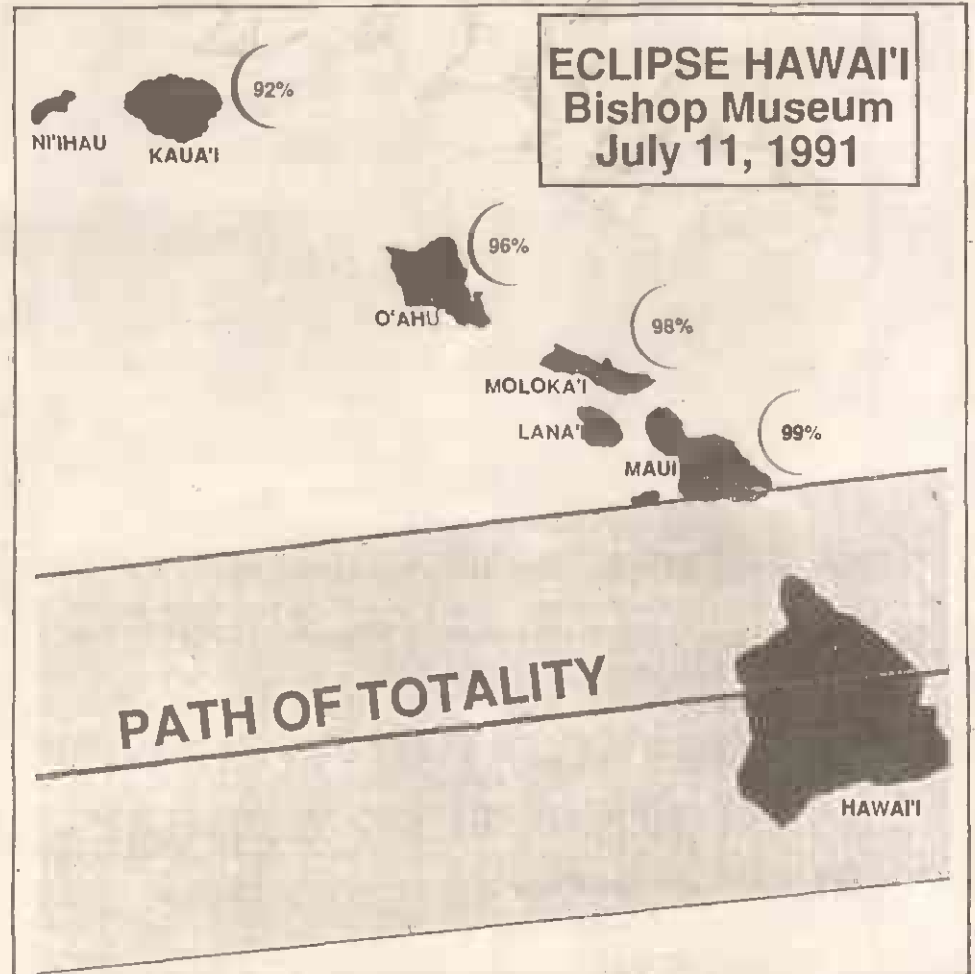 ECLIPSE HAWAI'I
Bishop Museum
July 11, 1991
92%
NI'IHAU
KAUA'I
96%
O'AHU
98%
MOLOKA'I
LANA'I
99%
MAUI
PATH OF TOTALITY
HAWAI'I